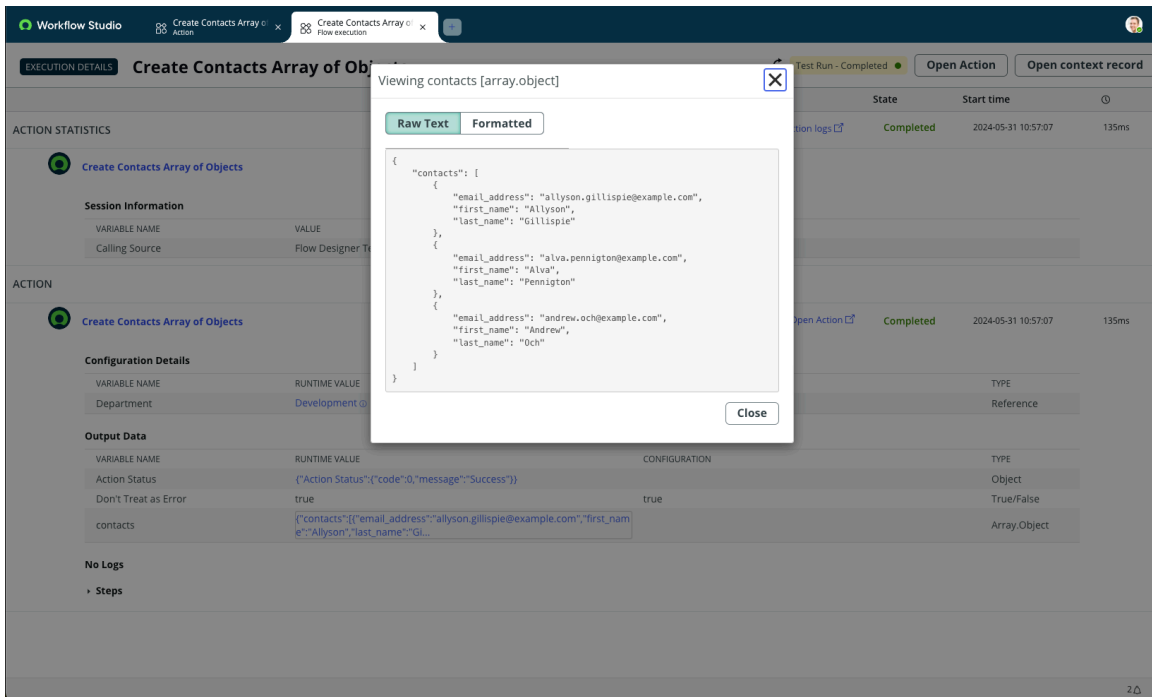 Workflow Studio
Create Contacts Array of
Action
Create Contacts Array of
Flow execution
EXECUTION DETAILS Create Contacts Array of Obj
Test Run - Completed
Open Action
Open context record
State Start time
ACTION STATISTICS
tion logs
Completed 2024-05-31 10:57:07 135ms
Create Contacts Array of Objects
Session Information
VARIABLE NAME VALUE
Calling Source Flow Designer Te
ACTION
Create Contacts Array of Objects
Open Action
Completed 2024-05-31 10:57:07 135ms
Configuration Details
VARIABLE NAME RUNTIME VALUE TYPE
Department Development Reference
Output Data
VARIABLE NAME RUNTIME VALUE CONFIGURATION TYPE
Action Status {"Action Status":{"code":0,"message":"Success"}} Object
Don't Treat as Error true true True/False
contacts {"contacts":[{"email_address":"allyson.gillispie@example.com","first_nam
e":"Allyson","last_name":"Gi... Array.Object
No Logs
Steps
2
Viewing contacts [array.object]
Raw Text Formatted
{
"contacts": [
{
"email_address": "allyson.gillispie@example.com",
"first_name": "Allyson",
"last_name": "Gillispie"
},
{
"email_address": "alva.pennigton@example.com",
"first_name": "Alva",
"last_name": "Pennigton"
},
{
"email_address": "andrew.och@example.com",
"first_name": "Andrew",
"last_name": "Och"
}
]
}
Close